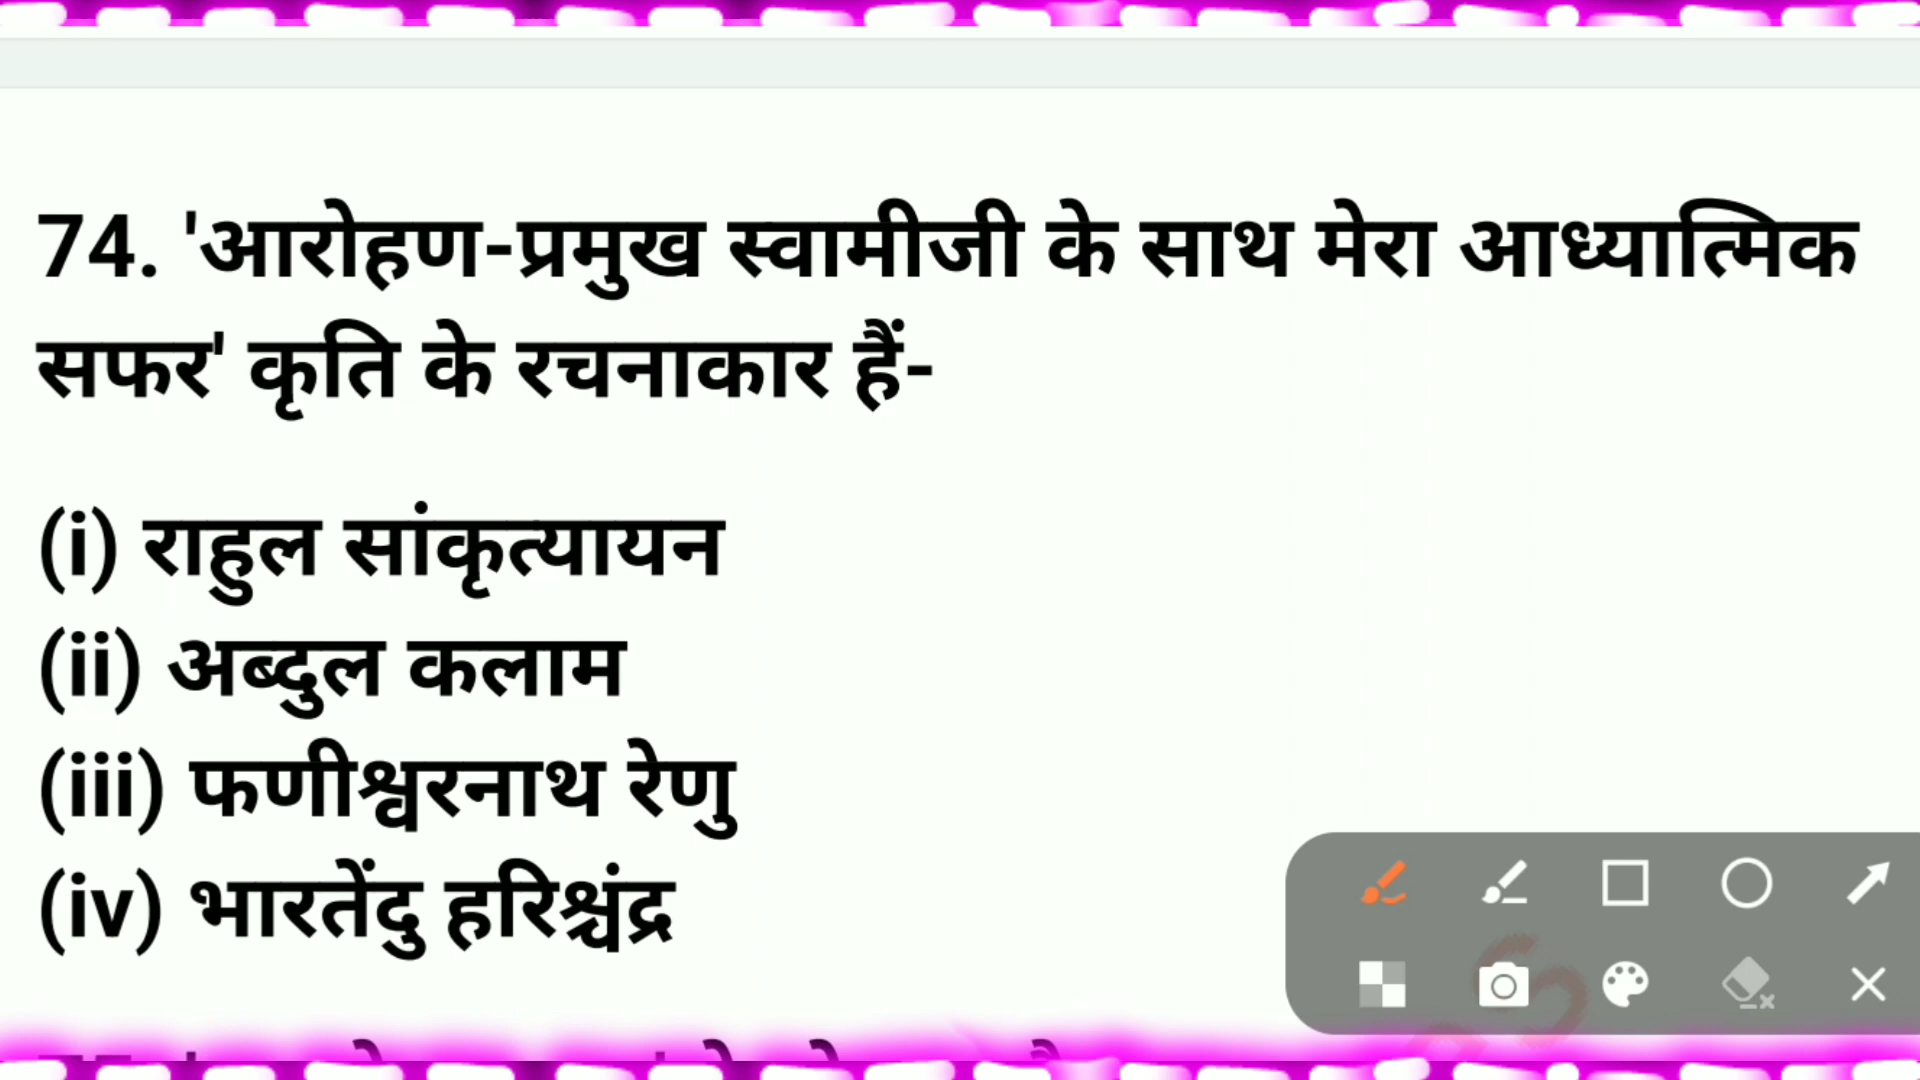 74. 'आरोहण-प्रमुख स्वामीजी के साथ मेरा आध्यात्मिक
सफर' कृति के रचनाकार हैं-
(i) राहुल सांकृत्यायन
(ii) अब्दुल कलाम
(iii) फणीश्वरनाथ रेणु
(iv) भारतेंदु हरिश्चंद्र